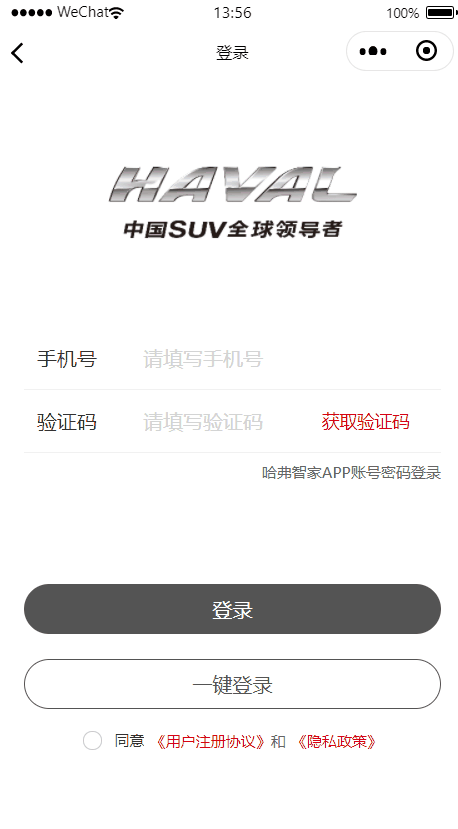 WeChat 13:56 100%
登录
HAVAL
中国SUV全球领导者
手机号 请填写手机号
验证码 请填写验证码 获取验证码
哈弗智家APP账号密码登录
登录
一键登录
同意 《用户注册协议》和 《隐私政策》